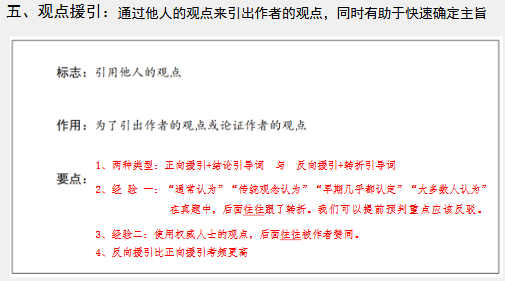 五、观点援引：通过他人的观点来引出作者的观点，同时有助于快速确定主旨
标志：引用他人的观点
作用：为了引出作者的观点或论证作者的观点
要点：
1、两种类型：正向援引+结论引导词 与 反向援引+转折引导词
2、经 验 一：“通常认为”“传统观念认为”“早期几乎都认定”“大多数人认为”
在真题中，后面往往跟了转折。我们可以提前预判重点应该反驳。
3、经验二：使用权威人士的观点，后面往往被作者赞同。
4、反向援引比正向援引考频更高